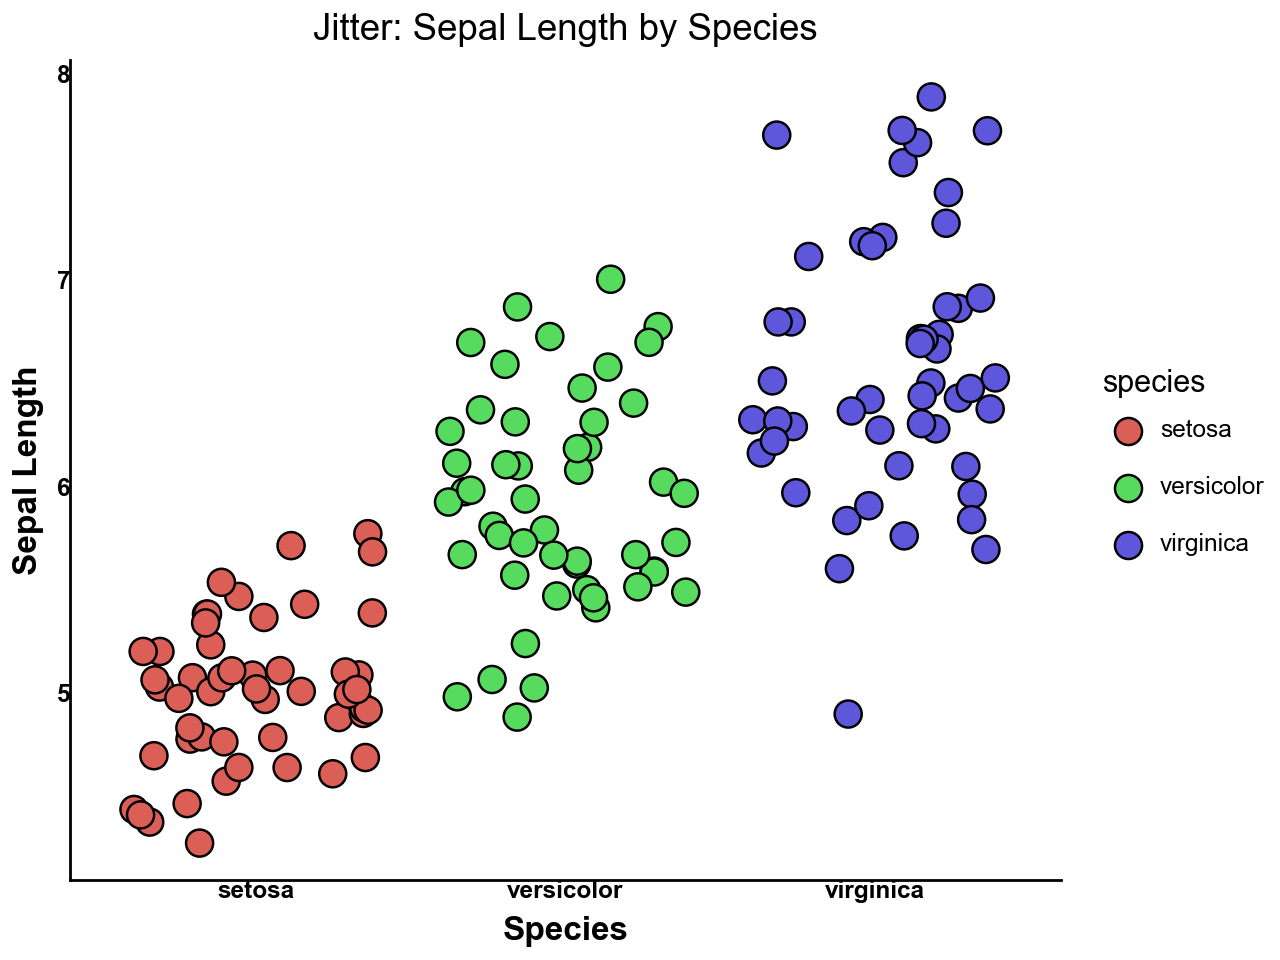 Jitter: Sepal Length by Species
8
7
6
5
Sepal Length
setosa versicolor virginica
Species
species
setosa
versicolor
virginica